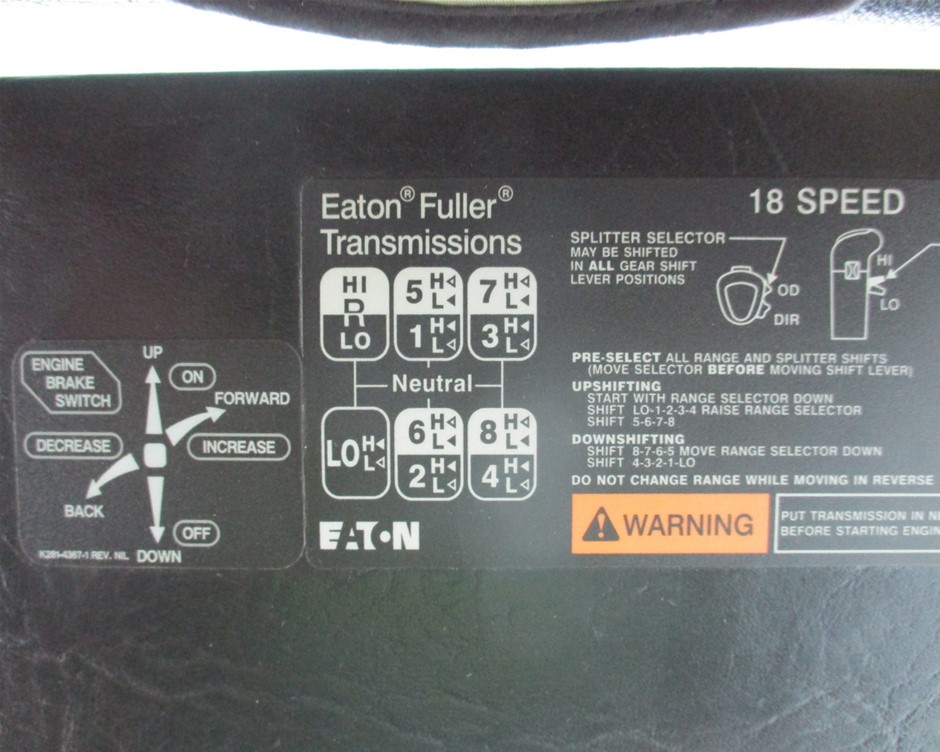 Eaton® Fuller®
Transmissions
18 SPEED
SPLITTER SELECTOR
MAY BE SHIFTED
IN ALL GEAR SHIFT
LEVER POSITIONS
OD
DIR
HI
LO
HI
R
LO
5 H L
1 H L
7 H L
3 H L
Neutral
LO H L
6 H L
2 H L
8 H L
4 H L
EATON
PRE-SELECT ALL RANGE AND SPLITTER SHIFTS
(MOVE SELECTOR BEFORE MOVING SHIFT LEVER)
UPSHIFTING
START WITH RANGE SELECTOR DOWN
SHIFT LO-1-2-3-4 RAISE RANGE SELECTOR
SHIFT 5-6-7-8
DOWNSHIFTING
SHIFT 8-7-6-5 MOVE RANGE SELECTOR DOWN
SHIFT 4-3-2-1-LO
DO NOT CHANGE RANGE WHILE MOVING IN REVERSE
WARNING
PUT TRANSMISSION IN
BEFORE STARTING
ENGINE
BRAKE
SWITCH
UP
ON
FORWARD
DECREASE
INCREASE
BACK
OFF
DOWN
K281-4367-1 REV. NIL